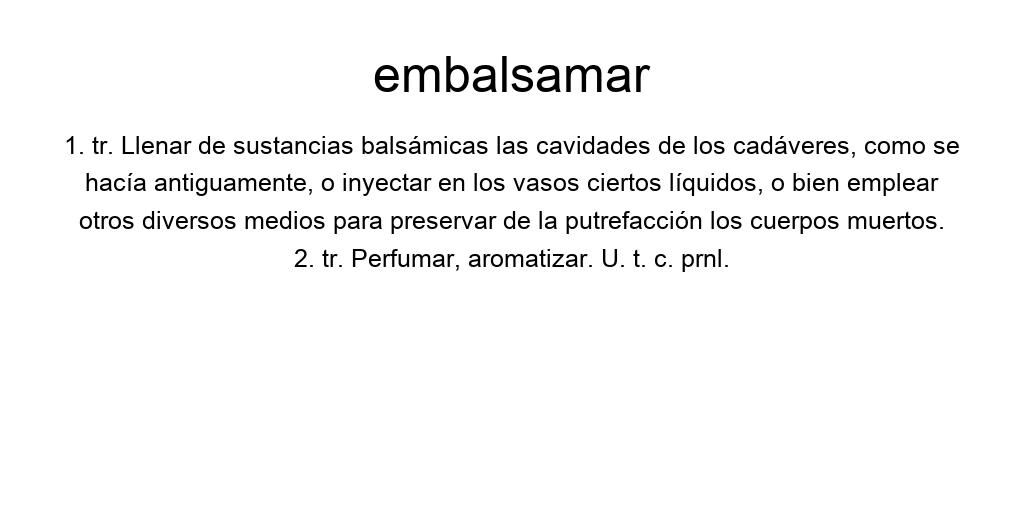 embalsamar
1. tr. Llenar de sustancias balsámicas las cavidades de los cadáveres, como se
hacía antiguamente, o inyectar en los vasos ciertos líquidos, o bien emplear
otros diversos medios para preservar de la putrefacción los cuerpos muertos.
2. tr. Perfumar, aromatizar. U. t. c. prnl.